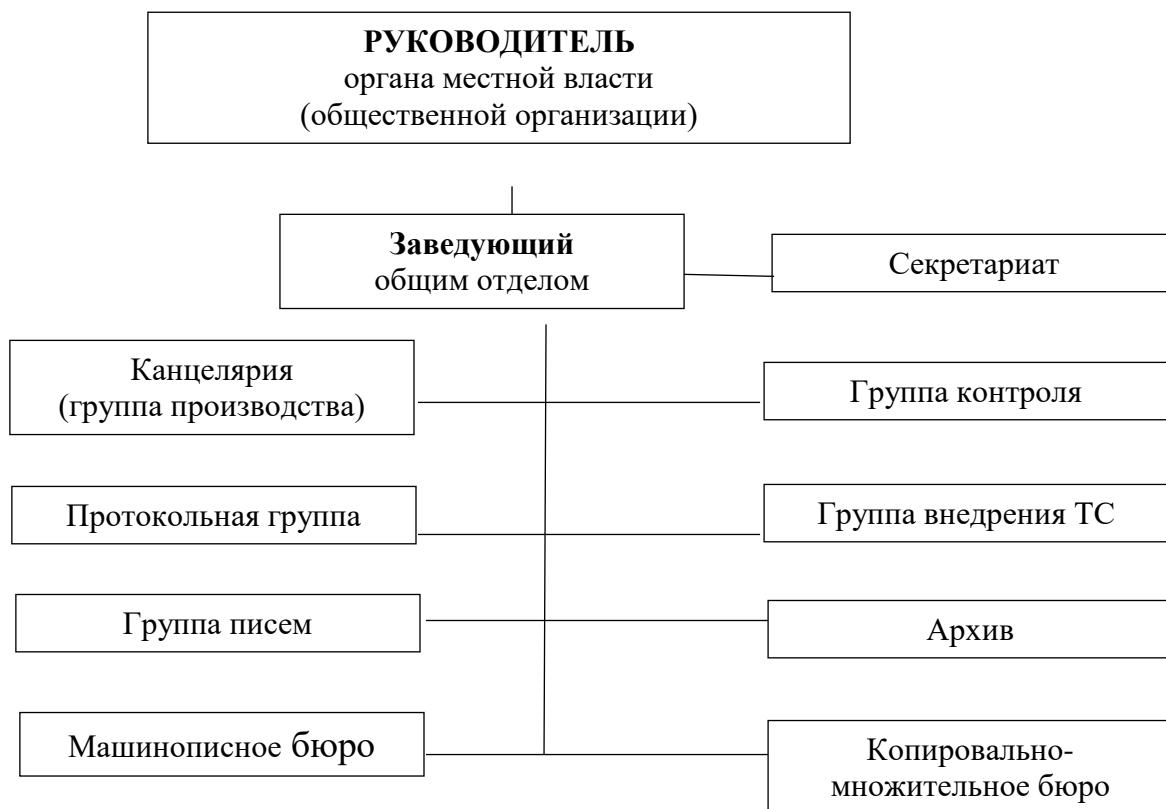 РУКОВОДИТЕЛЬ
органа местной власти
(общественной организации)
Заведующий
общим отделом
Секретариат
Канцелярия
(группа производства)
Группа контроля
Протокольная группа
Группа внедрения ТС
Группа писем
Архив
Машинописное бюро
Копировально-
множительное бюро